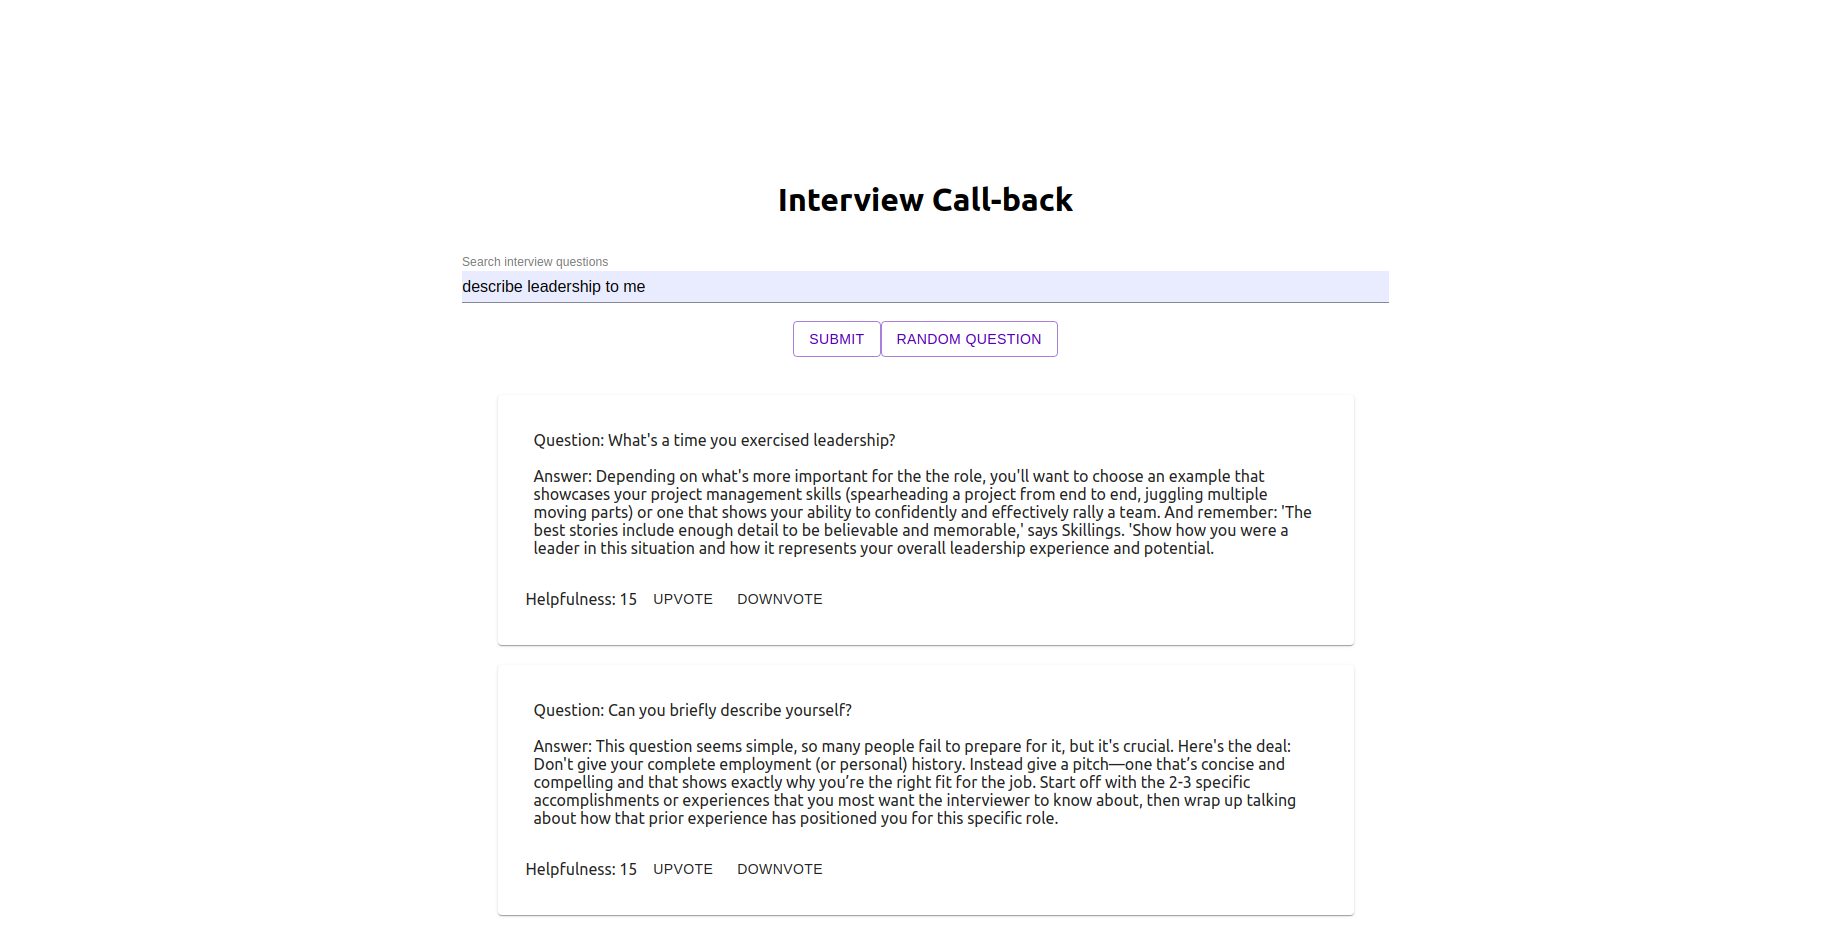 Interview Call-back
Search interview questions
describe leadership to me
SUBMIT RANDOM QUESTION
Question: What's a time you exercised leadership?
Answer: Depending on what's more important for the the role, you'll want to choose an example that
showcases your project management skills (spearheading a project from end to end, juggling multiple
moving parts) or one that shows your ability to confidently and effectively rally a team. And remember: 'The
best stories include enough detail to be believable and memorable,' says Skillings. 'Show how you were a
leader in this situation and how it represents your overall leadership experience and potential.
Helpfulness: 15 UPVOTE DOWNVOTE
Question: Can you briefly describe yourself?
Answer: This question seems simple, so many people fail to prepare for it, but it's crucial. Here's the deal:
Don't give your complete employment (or personal) history. Instead give a pitch—one that’s concise and
compelling and that shows exactly why you’re the right fit for the job. Start off with the 2-3 specific
accomplishments or experiences that you most want the interviewer to know about, then wrap up talking
about how that prior experience has positioned you for this specific role.
Helpfulness: 15 UPVOTE DOWNVOTE